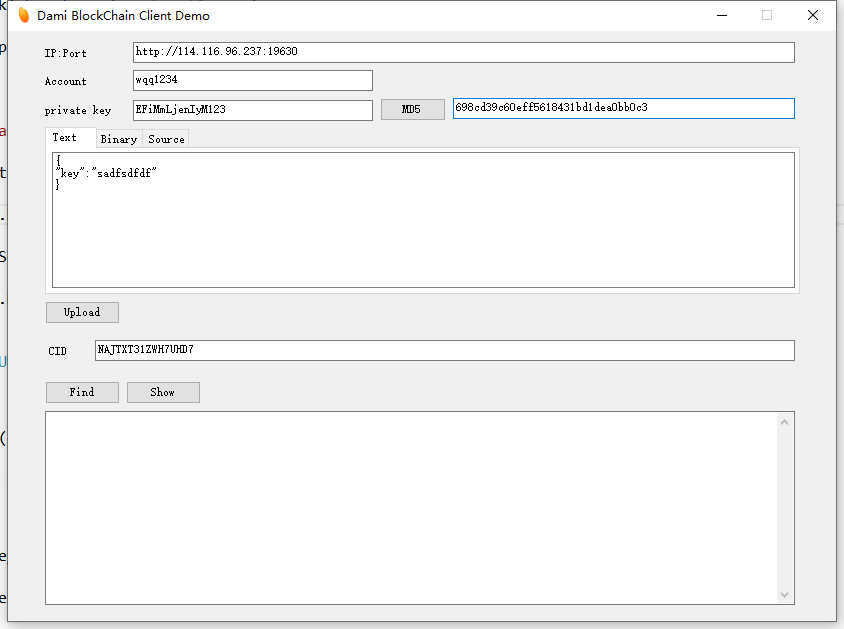 Dami BlockChain Client Demo
IP:Port http://114.116.96.237:19630
Account wqq1234
private key EFiMmLjenIyM123 MD5 698cd39c60eff5618431bd1dea0bb0c3
Text Binary Source
{
"key":"sadfsdfdf"
}
Upload
CID NAJTXT31ZWH7UHD7
Find Show